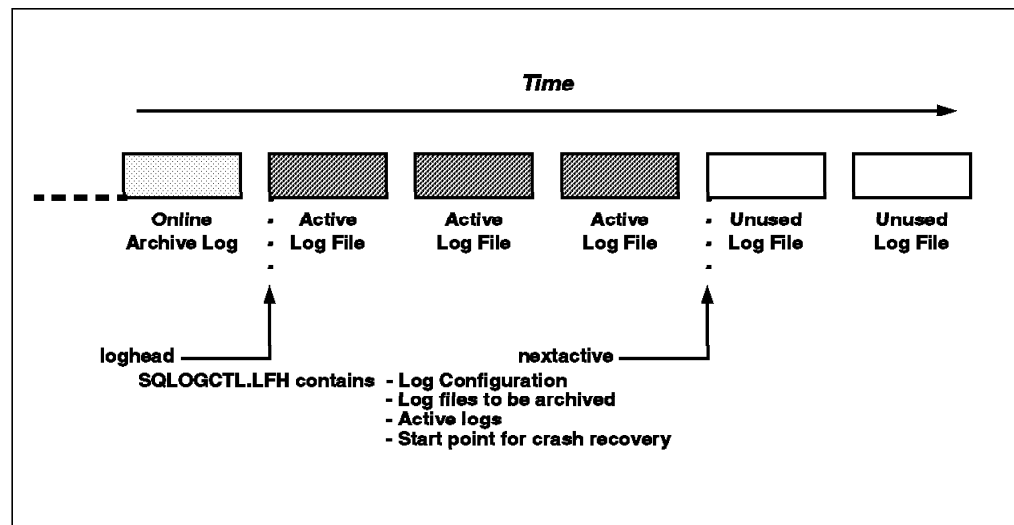 Time
Online
Archive Log
Active
Log File
Active
Log File
Active
Log File
Unused
Log File
Unused
Log File
loghead
nextactive
SQLOGCTL.LFH contains - Log Configuration
- Log files to be archived
- Active logs
- Start point for crash recovery